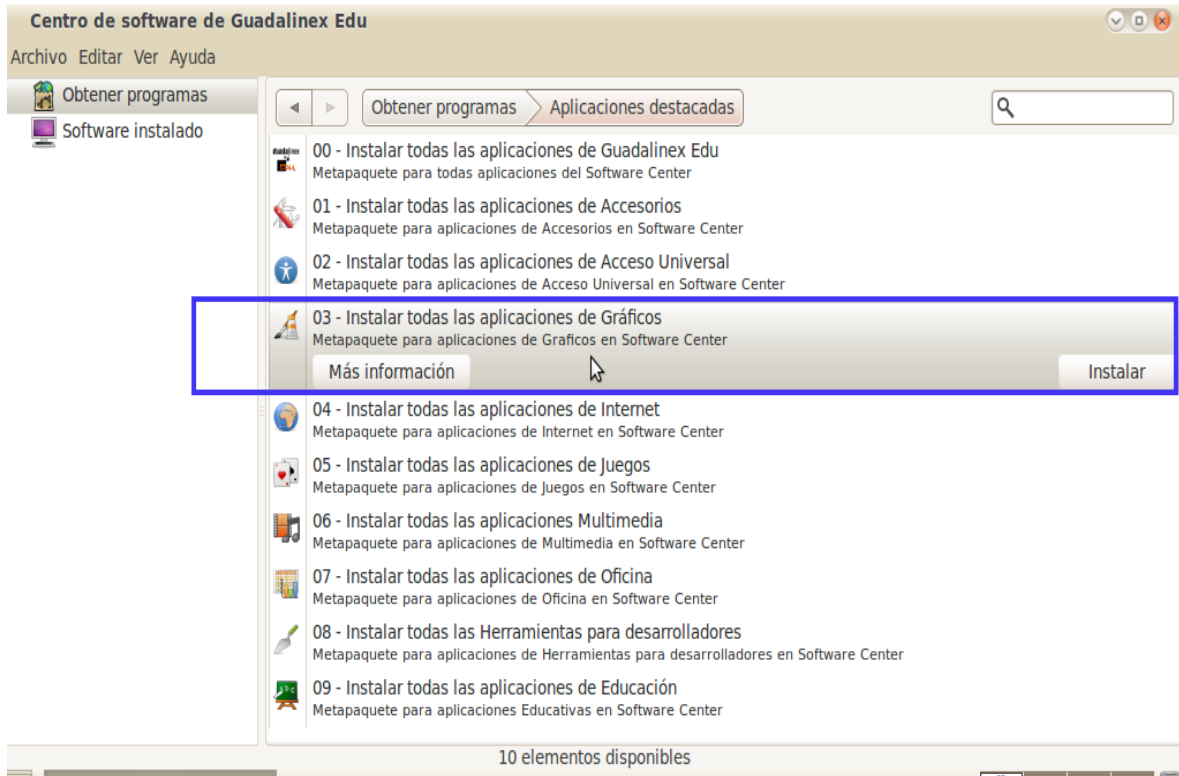 Centro de software de Guadalinex Edu
Archivo Editar Ver Ayuda
Obtener programas
Software instalado
Obtener programas Aplicaciones destacadas
00 - Instalar todas las aplicaciones de Guadalinex Edu
Metapaquete para todas aplicaciones del Software Center
01 - Instalar todas las aplicaciones de Accesorios
Metapaquete para aplicaciones de Accesorios en Software Center
02 - Instalar todas las aplicaciones de Acceso Universal
Metapaquete para aplicaciones de Acceso Universal en Software Center
03 - Instalar todas las aplicaciones de Gráficos
Metapaquete para aplicaciones de Graficos en Software Center
Más información Instalar
04 - Instalar todas las aplicaciones de Internet
Metapaquete para aplicaciones de Internet en Software Center
05 - Instalar todas las aplicaciones de Juegos
Metapaquete para aplicaciones de Juegos en Software Center
06 - Instalar todas las aplicaciones Multimedia
Metapaquete para aplicaciones de Multimedia en Software Center
07 - Instalar todas las aplicaciones de Oficina
Metapaquete para aplicaciones de Oficina en Software Center
08 - Instalar todas las Herramientas para desarrolladores
Metapaquete para aplicaciones de Herramientas para desarrolladores en Software Center
09 - Instalar todas las aplicaciones de Educación
Metapaquete para aplicaciones Educativas en Software Center
10 elementos disponibles